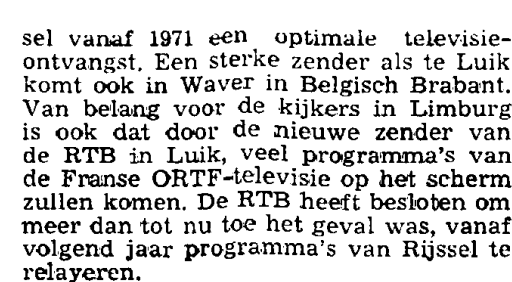 sel vanaf 1971 een optimale televisie-
ontvangst. Een sterke zender als te Luik
komt ook in Waver in Belgisch Brabant.
Van belang voor de kijkers in Limburg
is ook dat door de nieuwe zender van
de RTB in Luik, veel programma's van
de Franse ORTF-televisie op het scherm
zullen komen. De RTB heeft besloten om
meer dan tot nu toe het geval was, vanaf
volgend jaar programma's van Rijssel te
relayeren.